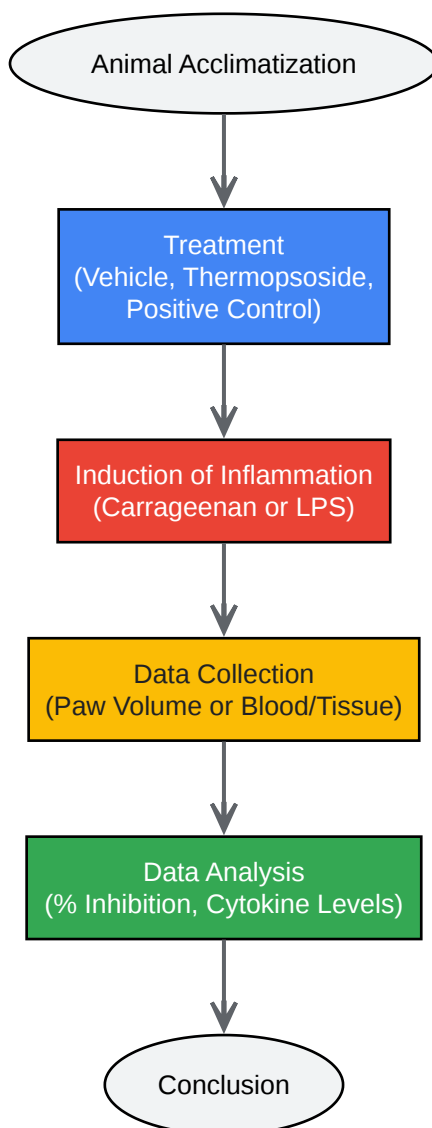 Animal Acclimatization
Treatment
(Vehicle, Thermopsoside,
Positive Control)
Induction of Inflammation
(Carrageenan or LPS)
Data Collection
(Paw Volume or Blood/Tissue)
Data Analysis
(% Inhibition, Cytokine Levels)
Conclusion